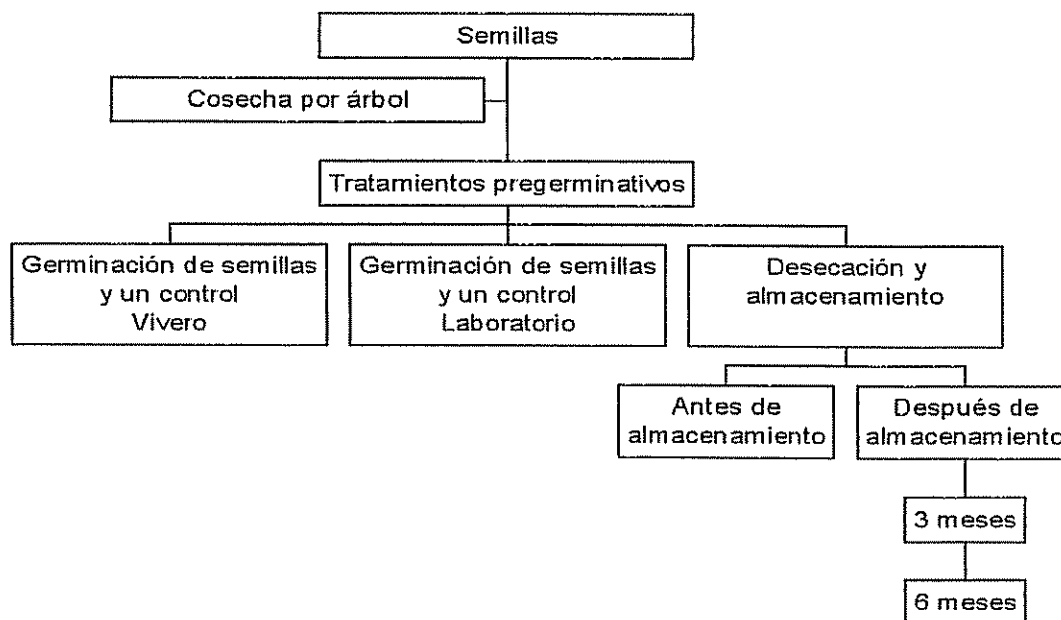 Semillas
Cosecha por árbol
Tratamientos pregerminativos
Germinación de semillas
y un control
Vivero
Germinación de semillas
y un control
Laboratorio
Desecación y
almacenamiento
Antes de
almacenamiento
Después de
almacenamiento
3 meses
6 meses